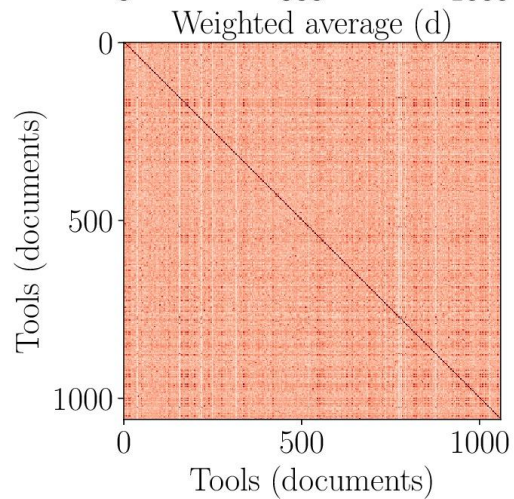 Weighted average (d)
0
500
1000
Tools (documents)
0 500 1000
Tools (documents)